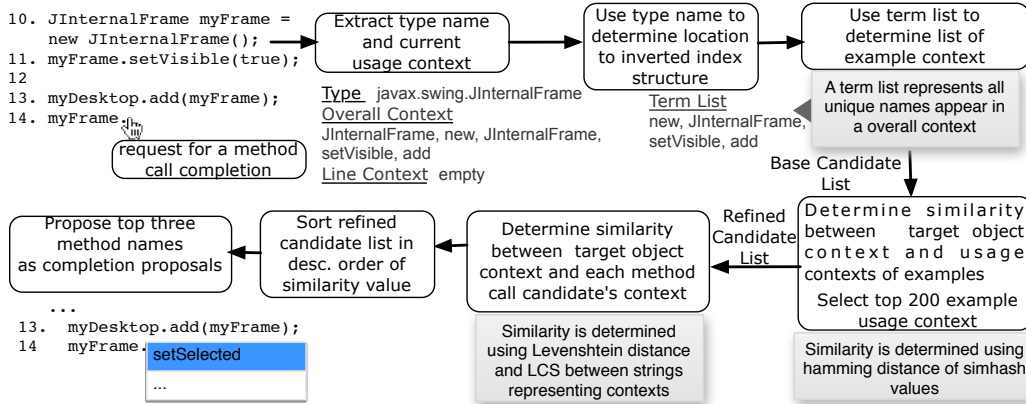 10. JInternalFrame myFrame =
new JInternalFrame();
11. myFrame.setVisible(true);
12
13. myDesktop.add(myFrame);
14. myFrame.
request for a method
call completion
Extract type name
and current
usage context
Type javax.swing.JInternalFrame
Overall Context
JInternalFrame, new, JInternalFrame,
setVisible, add
Line Context empty
Use type name to
determine location
to inverted index
structure
Term List
new, JInternalFrame,
setVisible, add
Use term list to
determine list of
example context
A term list represents all
unique names appear in
a overall context
Base Candidate
List
Determine similarity
between target object
context and usage
contexts of examples
Select top 200 example
usage context
Similarity is determined using
hamming distance of simhash
values
Refined
Candidate
List
Determine similarity
between target object
context and each method
call candidate's context
Similarity is determined
using Levenshtein distance
and LCS between strings
representing contexts
Sort refined
candidate list in
desc. order of
similarity value
Propose top three
method names
as completion proposals
...
13. myDesktop.add(myFrame);
14 myFrame.
setSelected
...